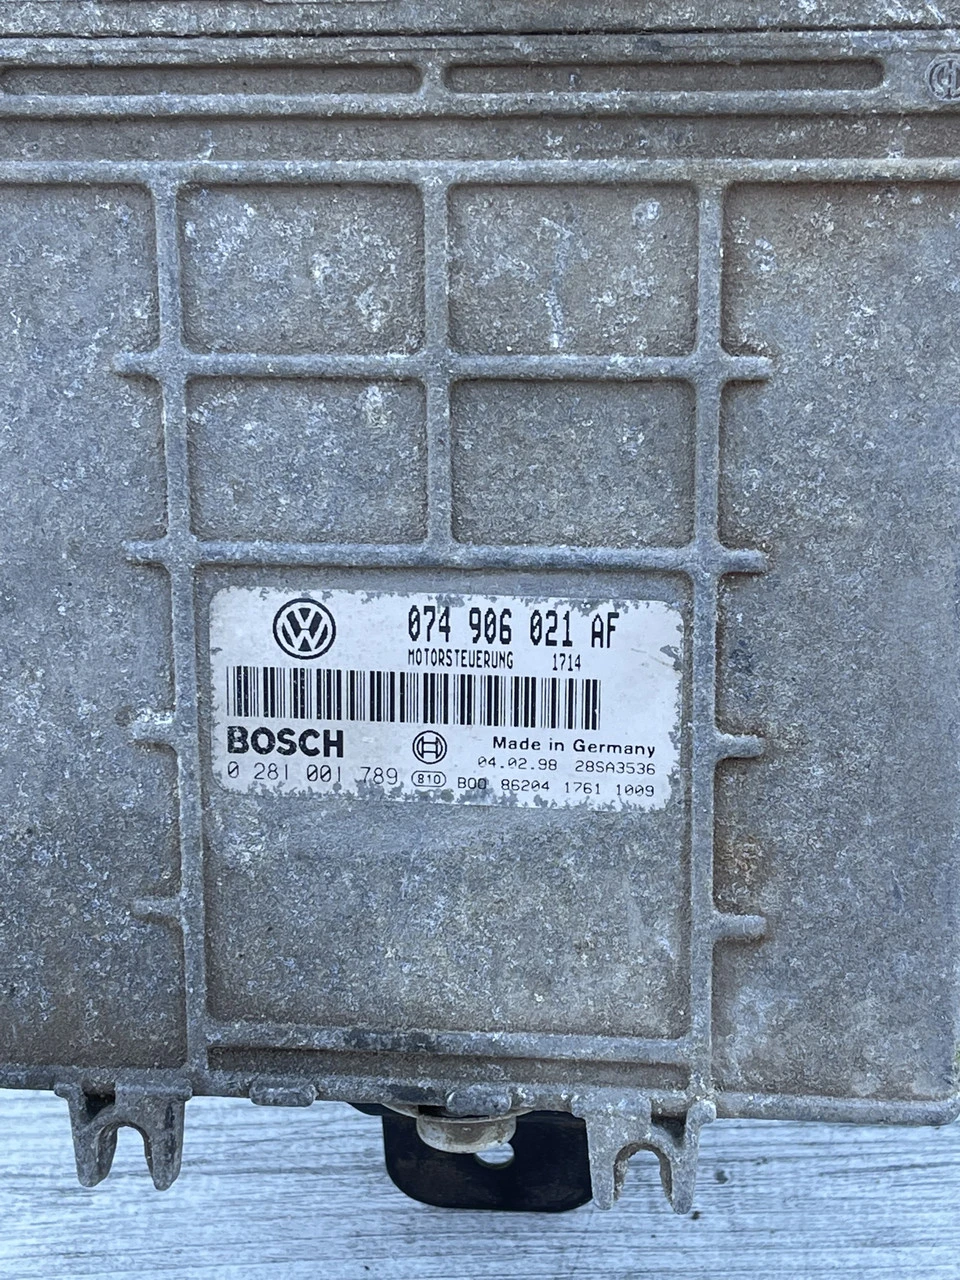 074 906 021 AF
MOTORSTEUERUNG 1714
BOSCH
Made in Germany
04.02.98 28SA3536
0 281 001 789 810 B00 86204 1761 1009